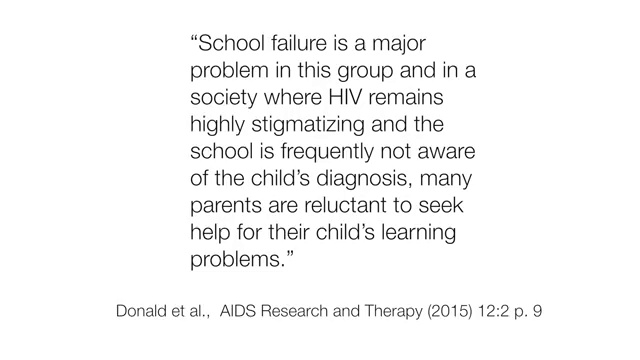 “School failure is a major
problem in this group and in a
society where HIV remains
highly stigmatizing and the
school is frequently not aware
of the child’s diagnosis, many
parents are reluctant to seek
help for their child’s learning
problems.”
Donald et al.,  AIDS Research and Therapy (2015) 12:2 p. 9